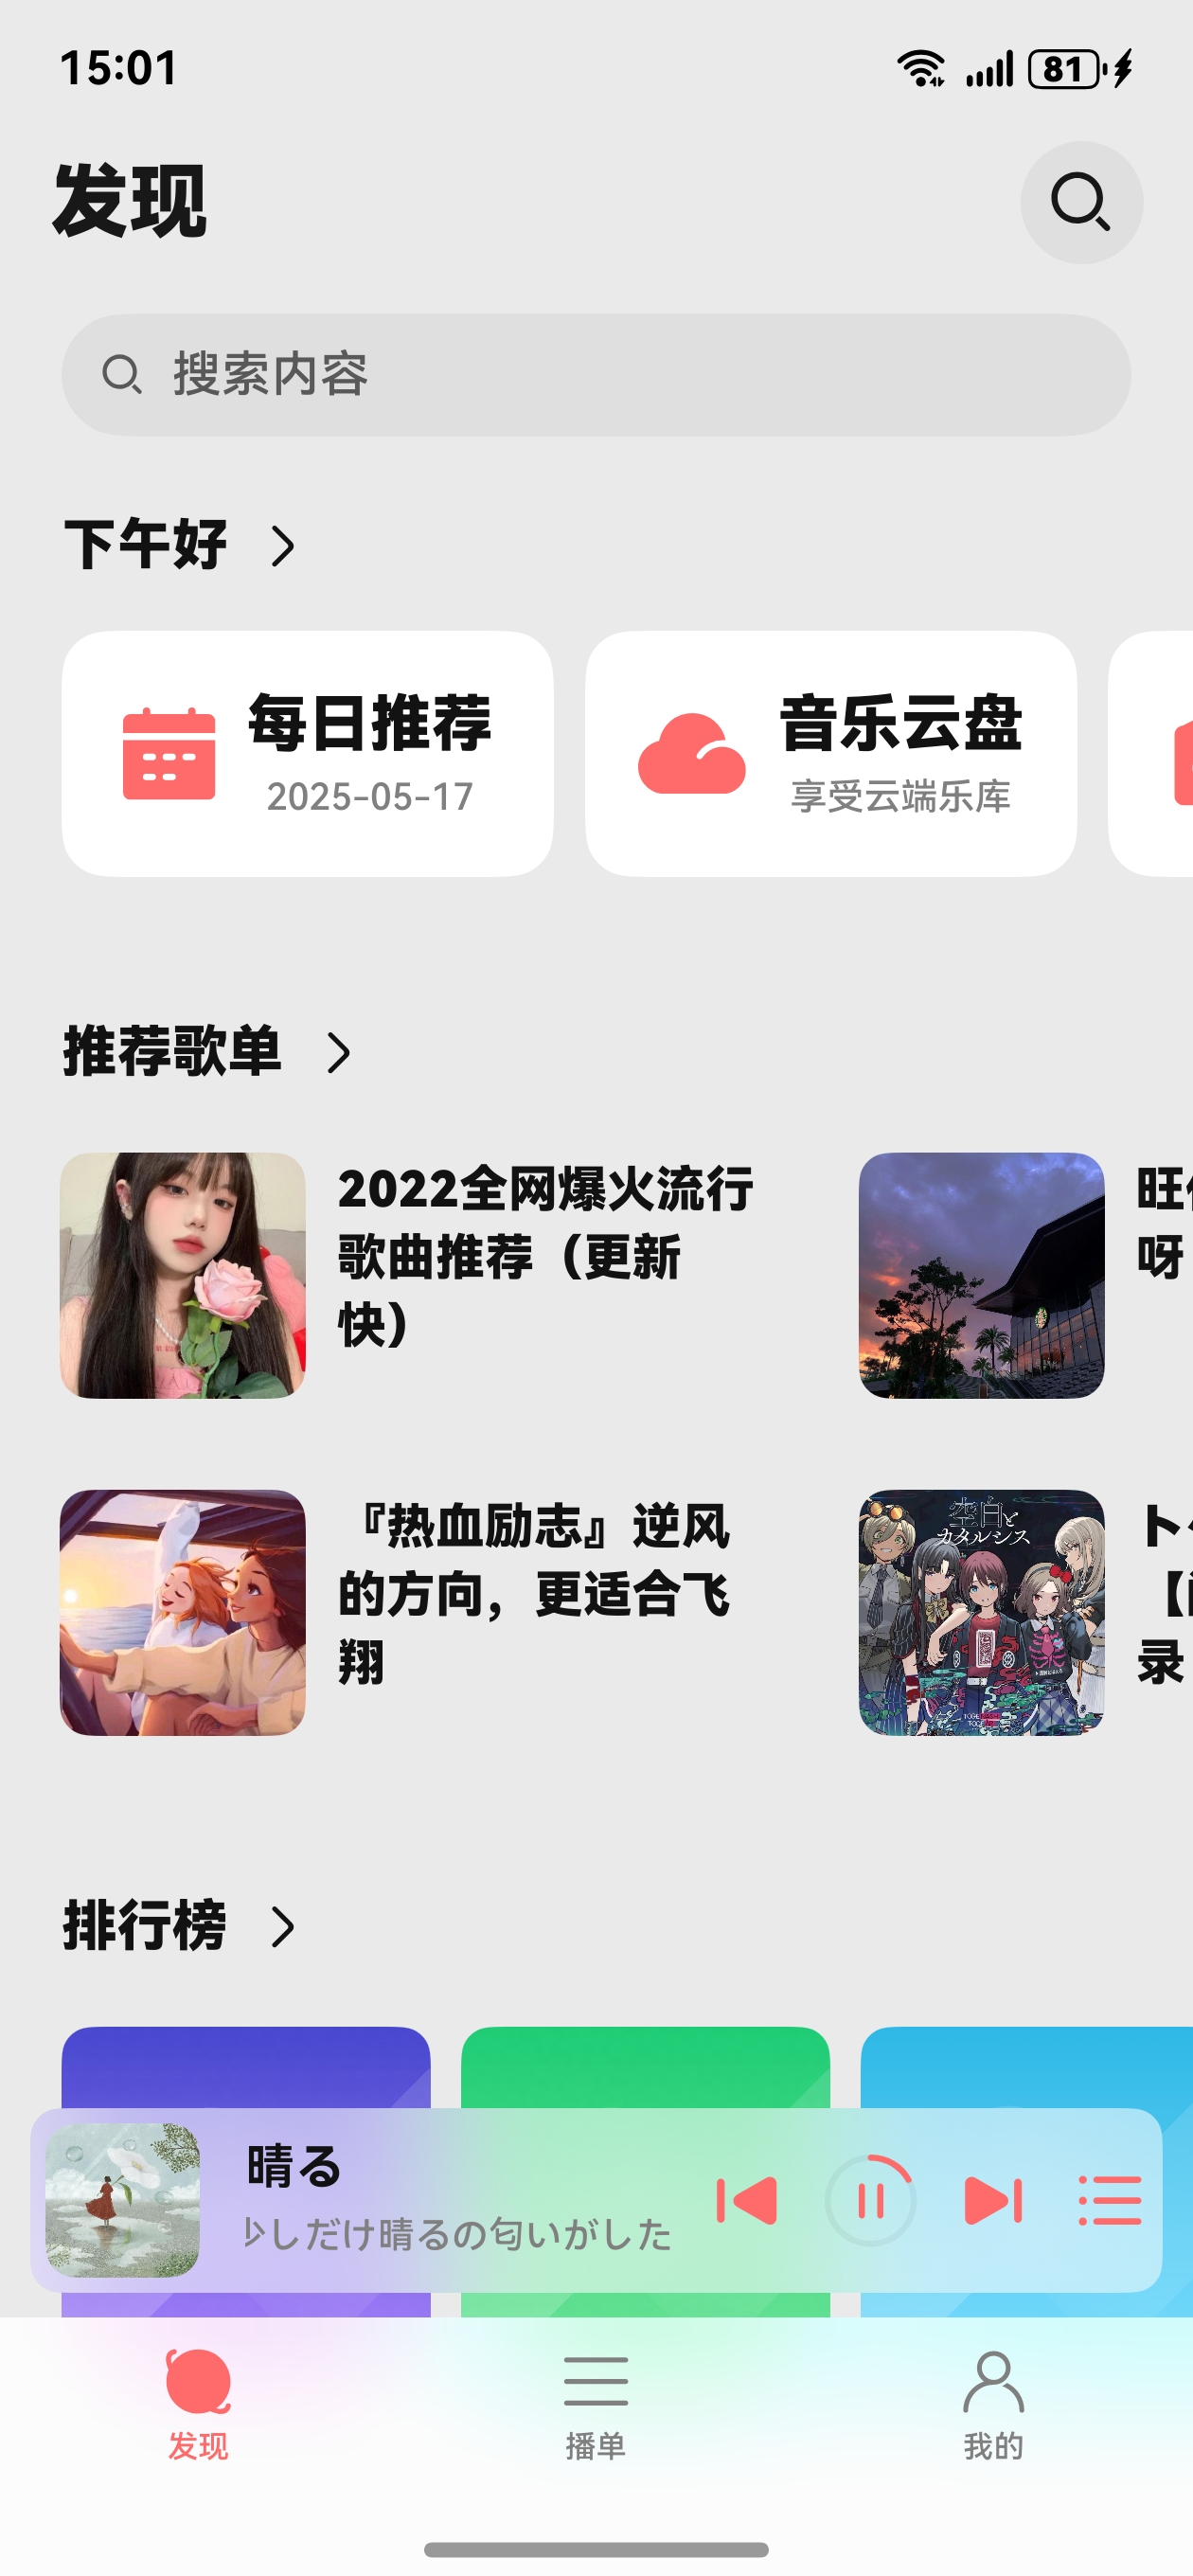 15:01
81
发现
搜索内容
下午好
每日推荐
2025-05-17
音乐云盘
享受云端乐库
推荐歌单
2022全网爆火流行
歌曲推荐（更新
快）
旺
呀
『热血励志』逆风
的方向，更适合飞
翔
空白と
カタルシス
ト
录
排行榜
晴る
しだけ晴るの匂いがした
发现
播单
我的